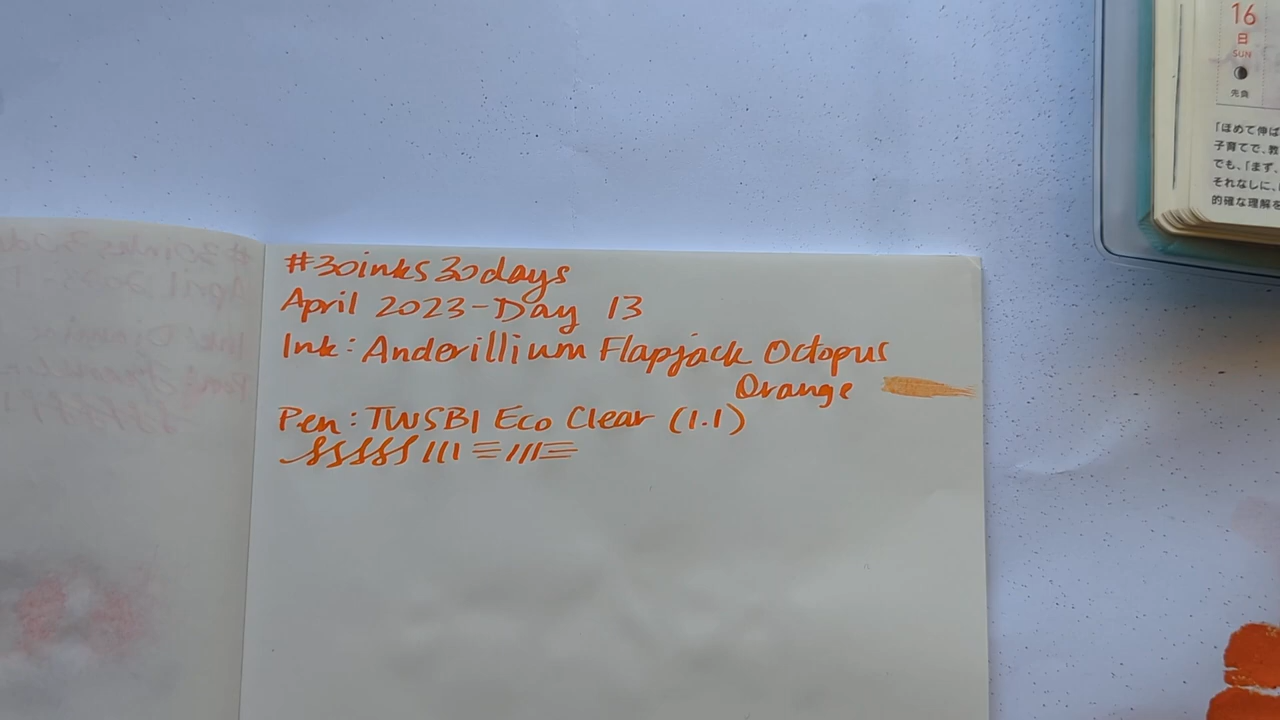 #30inks30days
April 2023-Day 13
Ink: Anderillium Flapjack Octopus
Orange
Pen: TWSBI Eco Clear (1.1)
16
日
SUN
先負
「ほめて伸ば
子育てで、教
でも、「まず、
それなしに、
的確な理解を